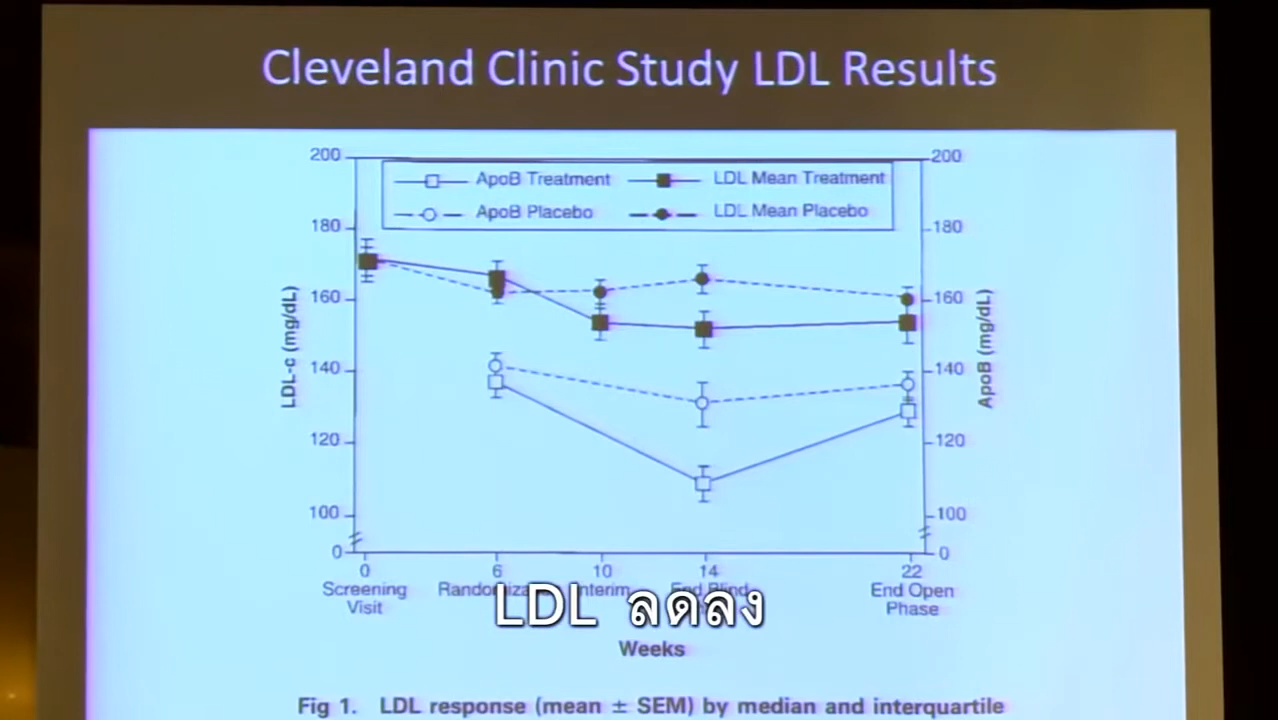 Cleveland Clinic Study LDL Results
200
200
ApoB Treatment
LDL Mean Treatment
ApoB Placebo
LDL Mean Placebo
180
180
160
160
LDL-c (mg/dL)
ApoB (mg/dL)
140
140
120
120
100
100
0
0
0
6
10
14
22
Screening
Interim
End Open
Visit
Phase
LDL ลดลง
Weeks
Fig 1. LDL response (mean ± SEM) by median and interquartile